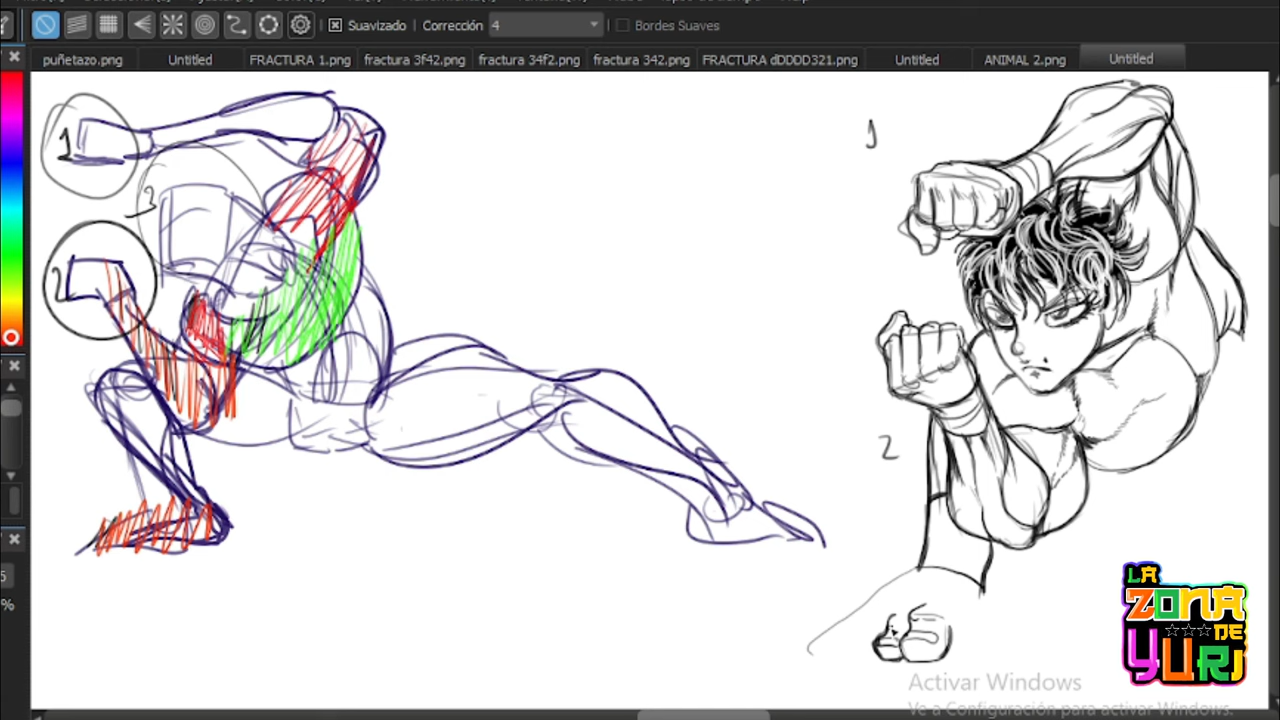 Suavizado Corrección 4 Bordes Suaves
puñetazo.png Untitled FRACTURA 1.png fractura 3f42.png fractura 34f2.png fractura 342.png FRACTURA dDDDD321.png Untitled ANIMAL 2.png Untitled
1
1
3
2
2
5
%
LA
ZONA
DE
YURI
Activar Windows
Ve a Configuración para activar Windows.